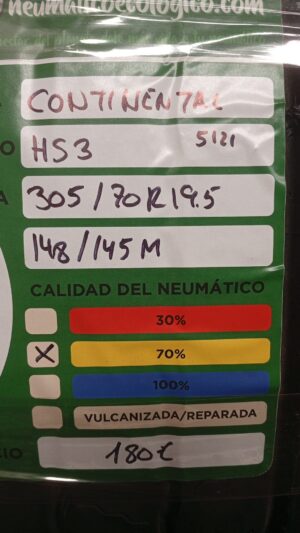 neumaticoecologico.com
CONTINENTAL
HS3 5121
305/70R19.5
148/145M
CALIDAD DEL NEUMÁTICO
30%
X 70%
100%
VULCANIZADA/REPARADA
180€